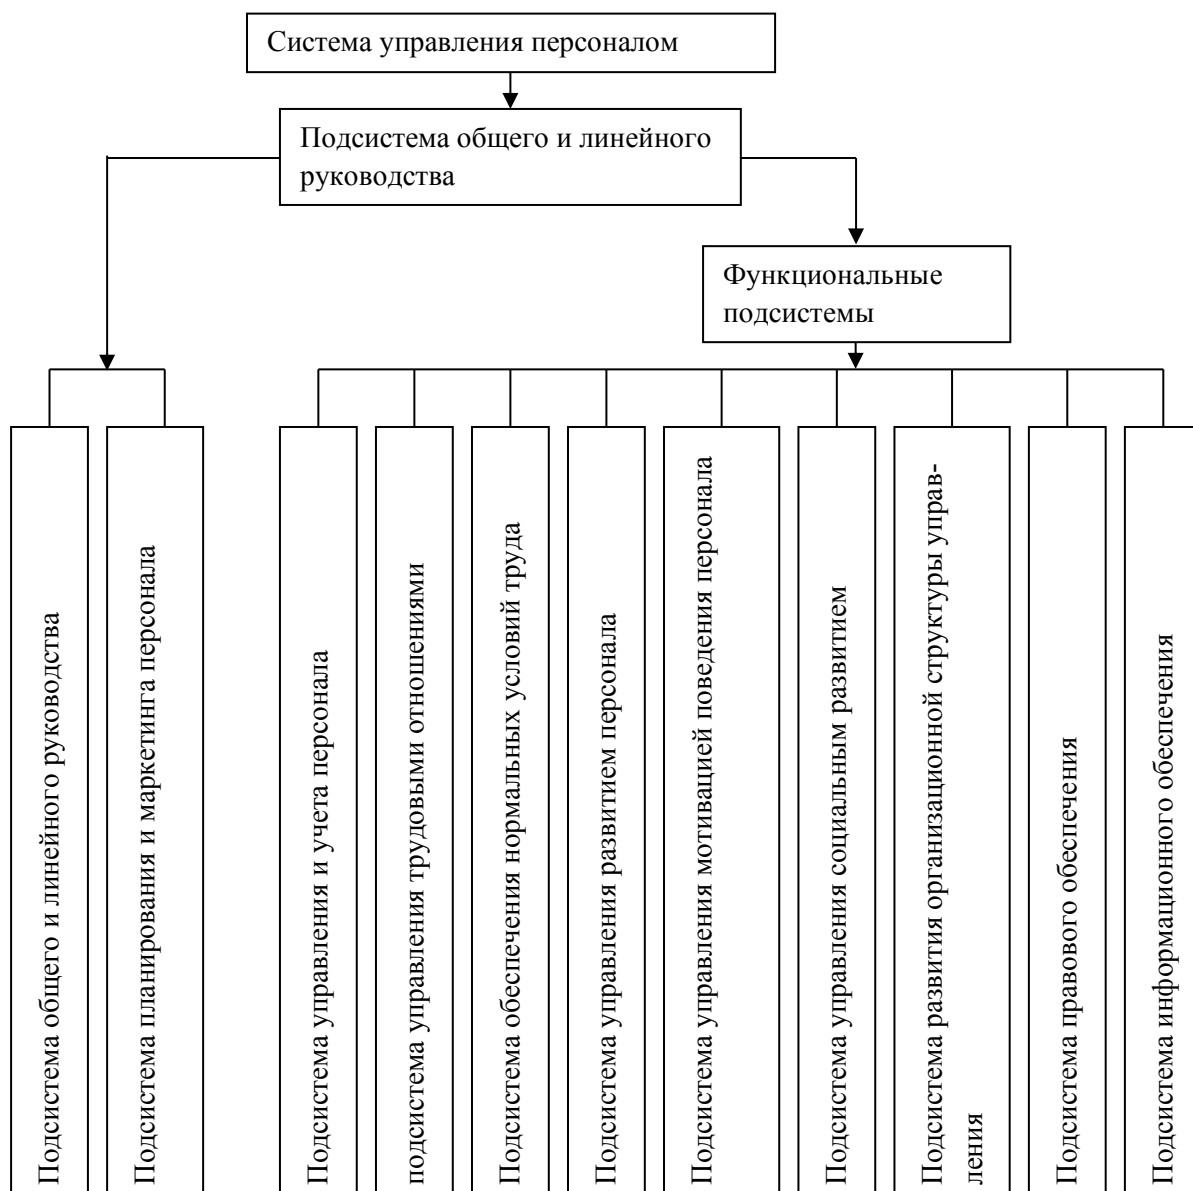 Система управления персоналом
Подсистема общего и линейного
руководства
Функциональные
подсистемы
Подсистема общего и линейного руководства
Подсистема планирования и маркетинга персонала
Подсистема управления и учета персонала
подсистема управления трудовыми отношениями
Подсистема обеспечения нормальных условий труда
Подсистема управления развитием персонала
Подсистема управления мотивацией поведения персонала
Подсистема управления социальным развитием
Подсистема развития организационной структуры управ-
ления
Подсистема правового обеспечения
Подсистема информационного обеспечения